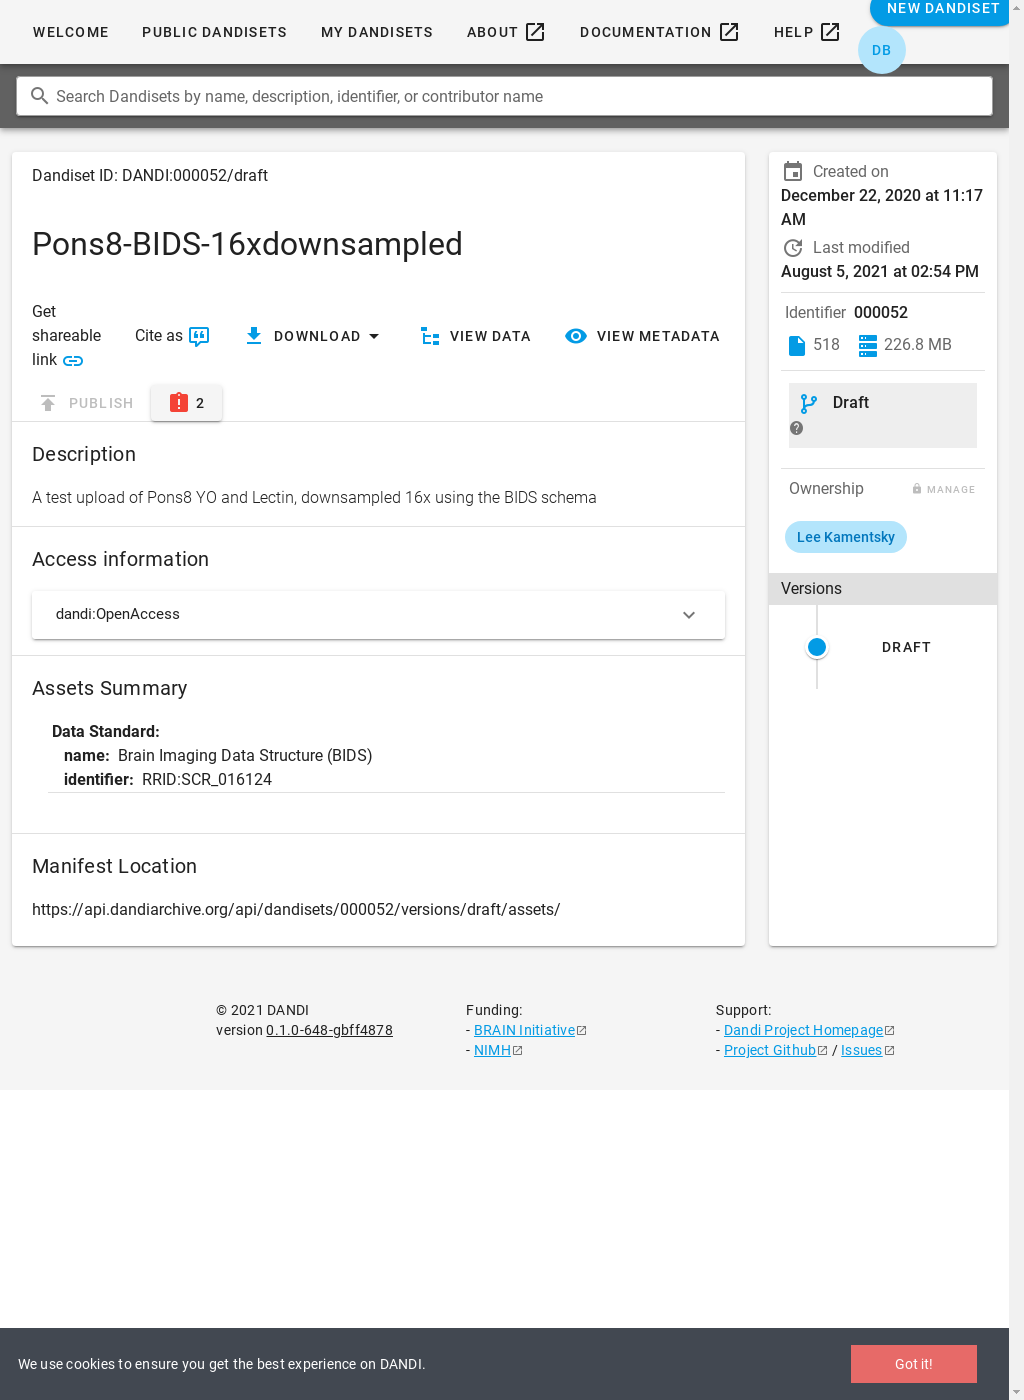 WELCOME
PUBLIC DANDISETS
MY DANDISETS
ABOUT
DOCUMENTATION
HELP
NEW DANDISET
DB
Search Dandisets by name, description, identifier, or contributor name
Dandiset ID: DANDI:000052/draft
Pons8-BIDS-16xdownsampled
Get
shareable
link
Cite as
DOWNLOAD
VIEW DATA
VIEW METADATA
PUBLISH
2
Description
A test upload of Pons8 YO and Lectin, downsampled 16x using the BIDS schema
Access information
dandi:OpenAccess
Assets Summary
Data Standard:
name: Brain Imaging Data Structure (BIDS)
identifier: RRID:SCR_016124
Manifest Location
https://api.dandiarchive.org/api/dandisets/000052/versions/draft/assets/
Created on
December 22, 2020 at 11:17
AM
Last modified
August 5, 2021 at 02:54 PM
Identifier 000052
518
226.8 MB
Draft
Ownership
MANAGE
Lee Kamentsky
Versions
DRAFT
© 2021 DANDI
version 0.1.0-648-gbff4878
Funding:
- BRAIN Initiative
- NIMH
Support:
- Dandi Project Homepage
- Project Github / Issues
We use cookies to ensure you get the best experience on DANDI.
Got it!